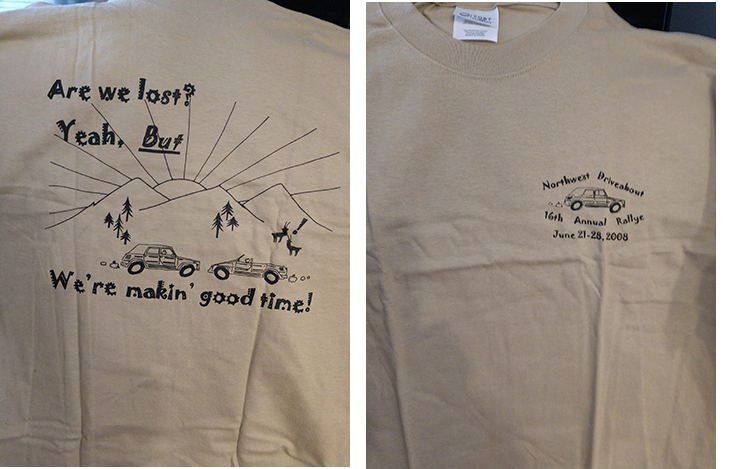 Are we lost?
Yeah, But
!
We're makin' good time!
Northwest Driveabout
16th Annual Rallye
June 21-28, 2008